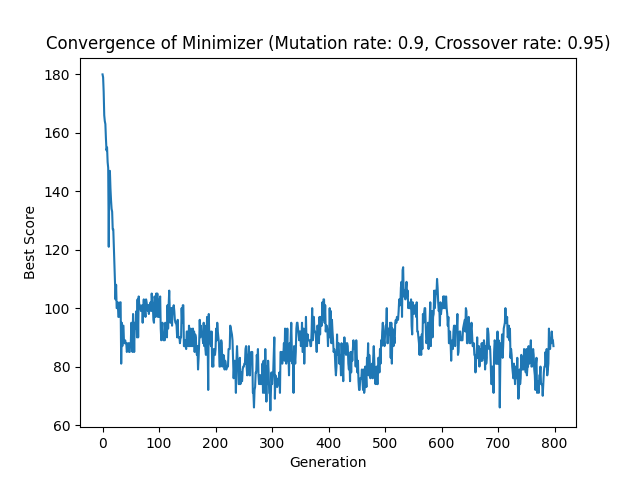 Convergence of Minimizer (Mutation rate: 0.9, Crossover rate: 0.95)
180
160
140
120
100
80
60
Best Score
0 100 200 300 400 500 600 700 800
Generation